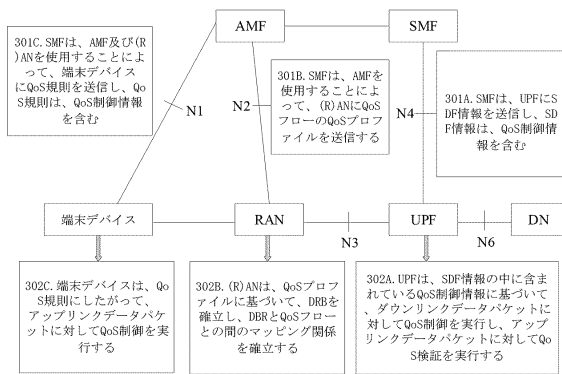 AMF
SMF
301C.SMFは、AMF及び(R
)ANを使用することによ
って、端末デバイス
にQoS規則を送信し、Qo
S規則は、QoS制御情報
を含む
N1
N2
301B.SMFは、AMFを
使用することによっ
て、(R)ANにQoSフ
ローのQoSプロフ
ァイルを送信する
N4
301A.SMFは、UPFにS
DF情報を送信し、SD
F情報は、QoS制御情
報を含む
端末デバイス
RAN
N3
UPF
N6
DN
302C.端末デバイスは、Qo
S規則にしたがって、ア
ップリンクデータパケ
ットに対してQoS制御を実
行する
302B.(R)ANは、QoSプロフ
ァイルに基づいて、DRBを
確立し、DBRとQoSフロー
との間のマッピング関係
を確立する
302A.UPFは、SDF情報の中に含ま
れているQoS制御情報に基づいて
、ダウンリンクデータパケットに
対してQoS制御を実行し、アップ
リンクデータパケットに対してQo
S検証を実行する